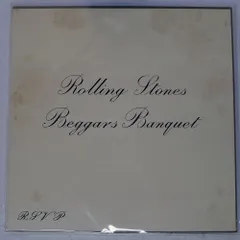 Rolling Stones
Beggars Banquet
R.S.V.P.